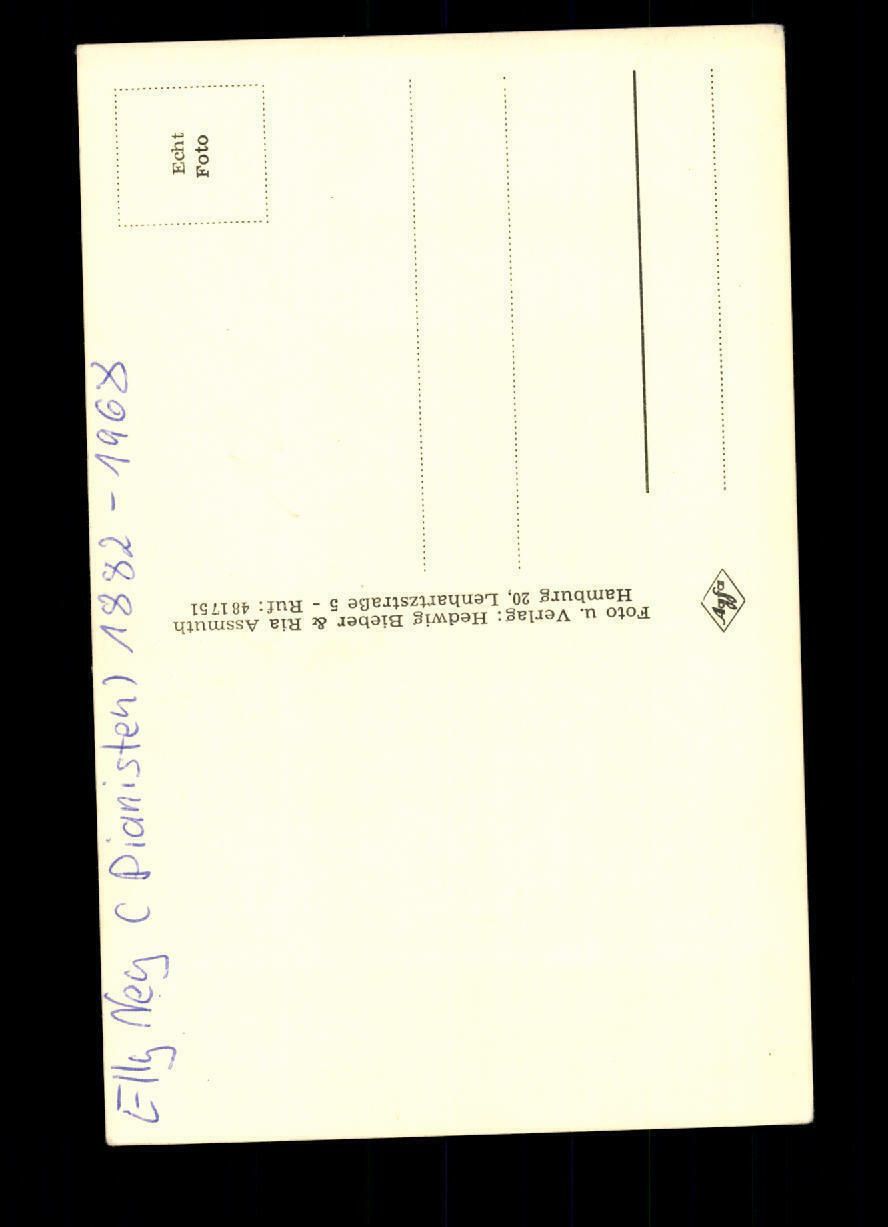 Elly Ney (Pianisten) 1882 - 1968
Echt
Foto
Foto u. Verlag: Hedwig Bieber & Ria Assmuth
Hamburg 20, Lenhartzstraße 5 - Ruf: 481751
Agfa